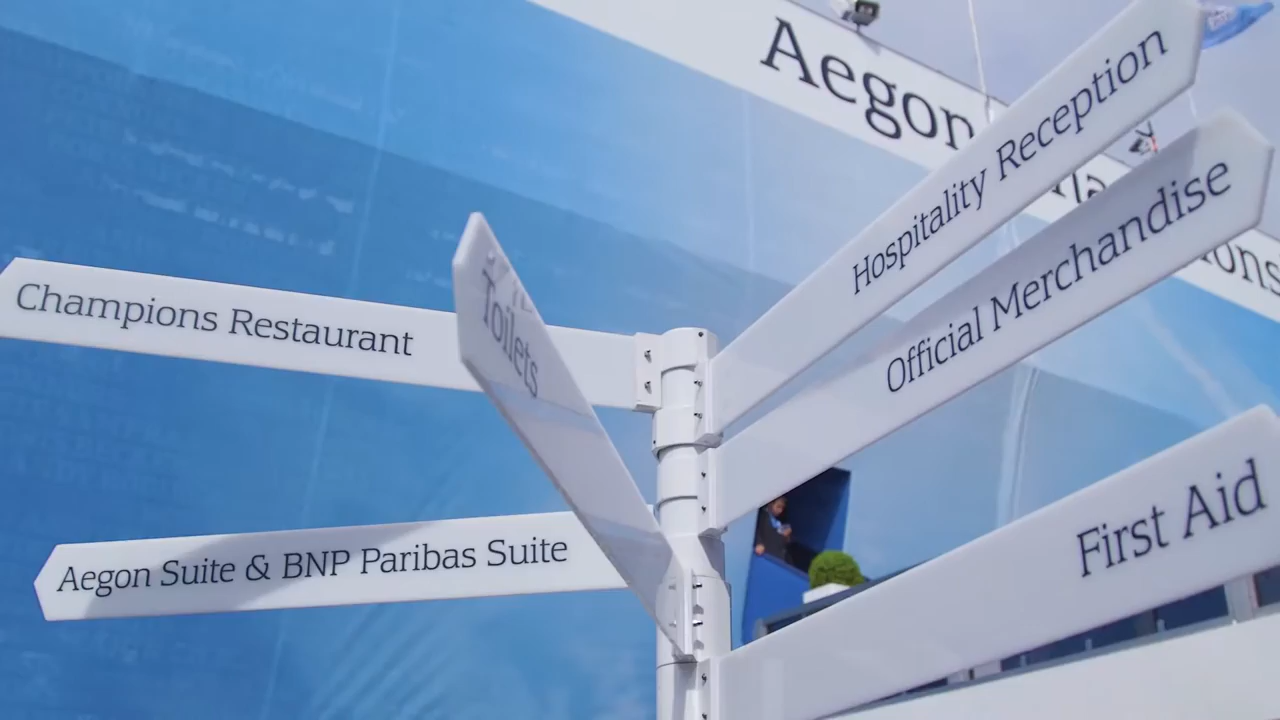 Aegon
Hospitality Reception
Official Merchandise
Champions Restaurant
Toilets
First Aid
Aegon Suite & BNP Paribas Suite